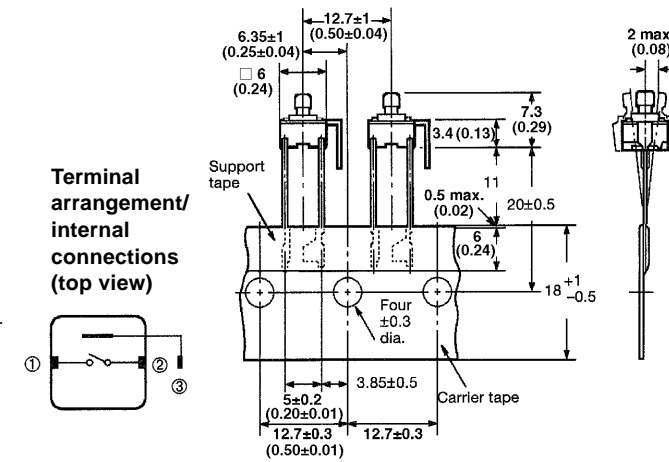 12.7±1
(0.50±0.04)
6.35±1
(0.25±0.04)
□ 6
(0.24)
2 max
(0.08)
7.3
(0.29)
3.4 (0.13)
11
20±0.5
0.5 max.
(0.02)
6
(0.24)
Support
tape
Terminal
arrangement/
internal
connections
(top view)
①
②
③
18 +1 −0.5
Four
±0.3
dia.
3.85±0.5
Carrier tape
5±0.2
(0.20±0.01)
12.7±0.3
(0.50±0.01)
12.7±0.3